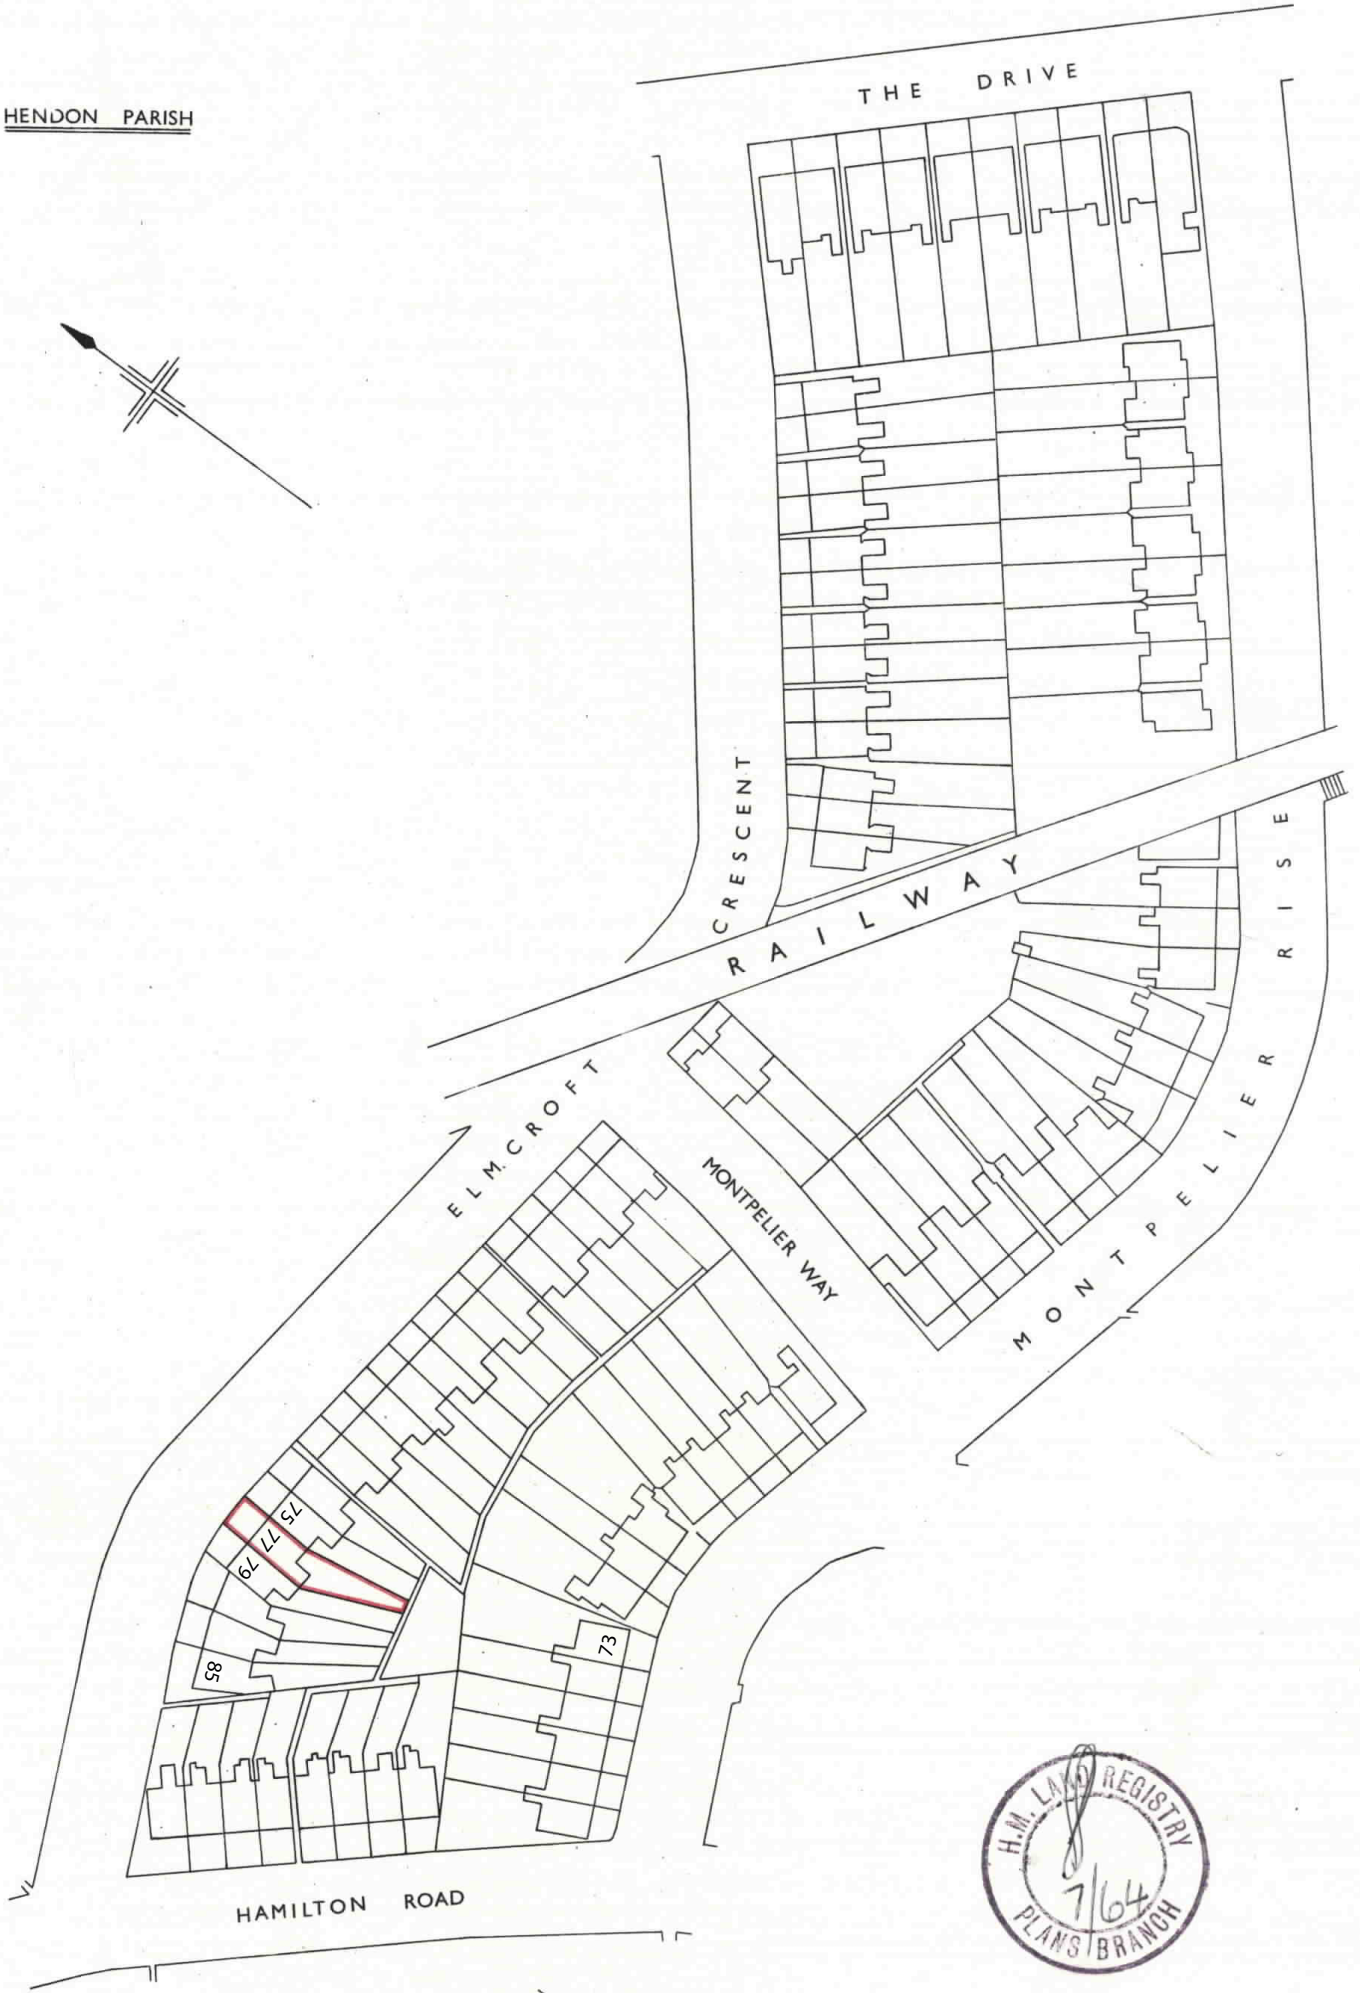 THE DRIVE
HENDON PARISH
CRESCENT
RAILWAY
RISE
ELMCROFT
MONTPELIER WAY
MONTPELIER
75
77
79
85
73
HAMILTON ROAD
H.M. LAND REGISTRY
7/64
PLANS BRANCH